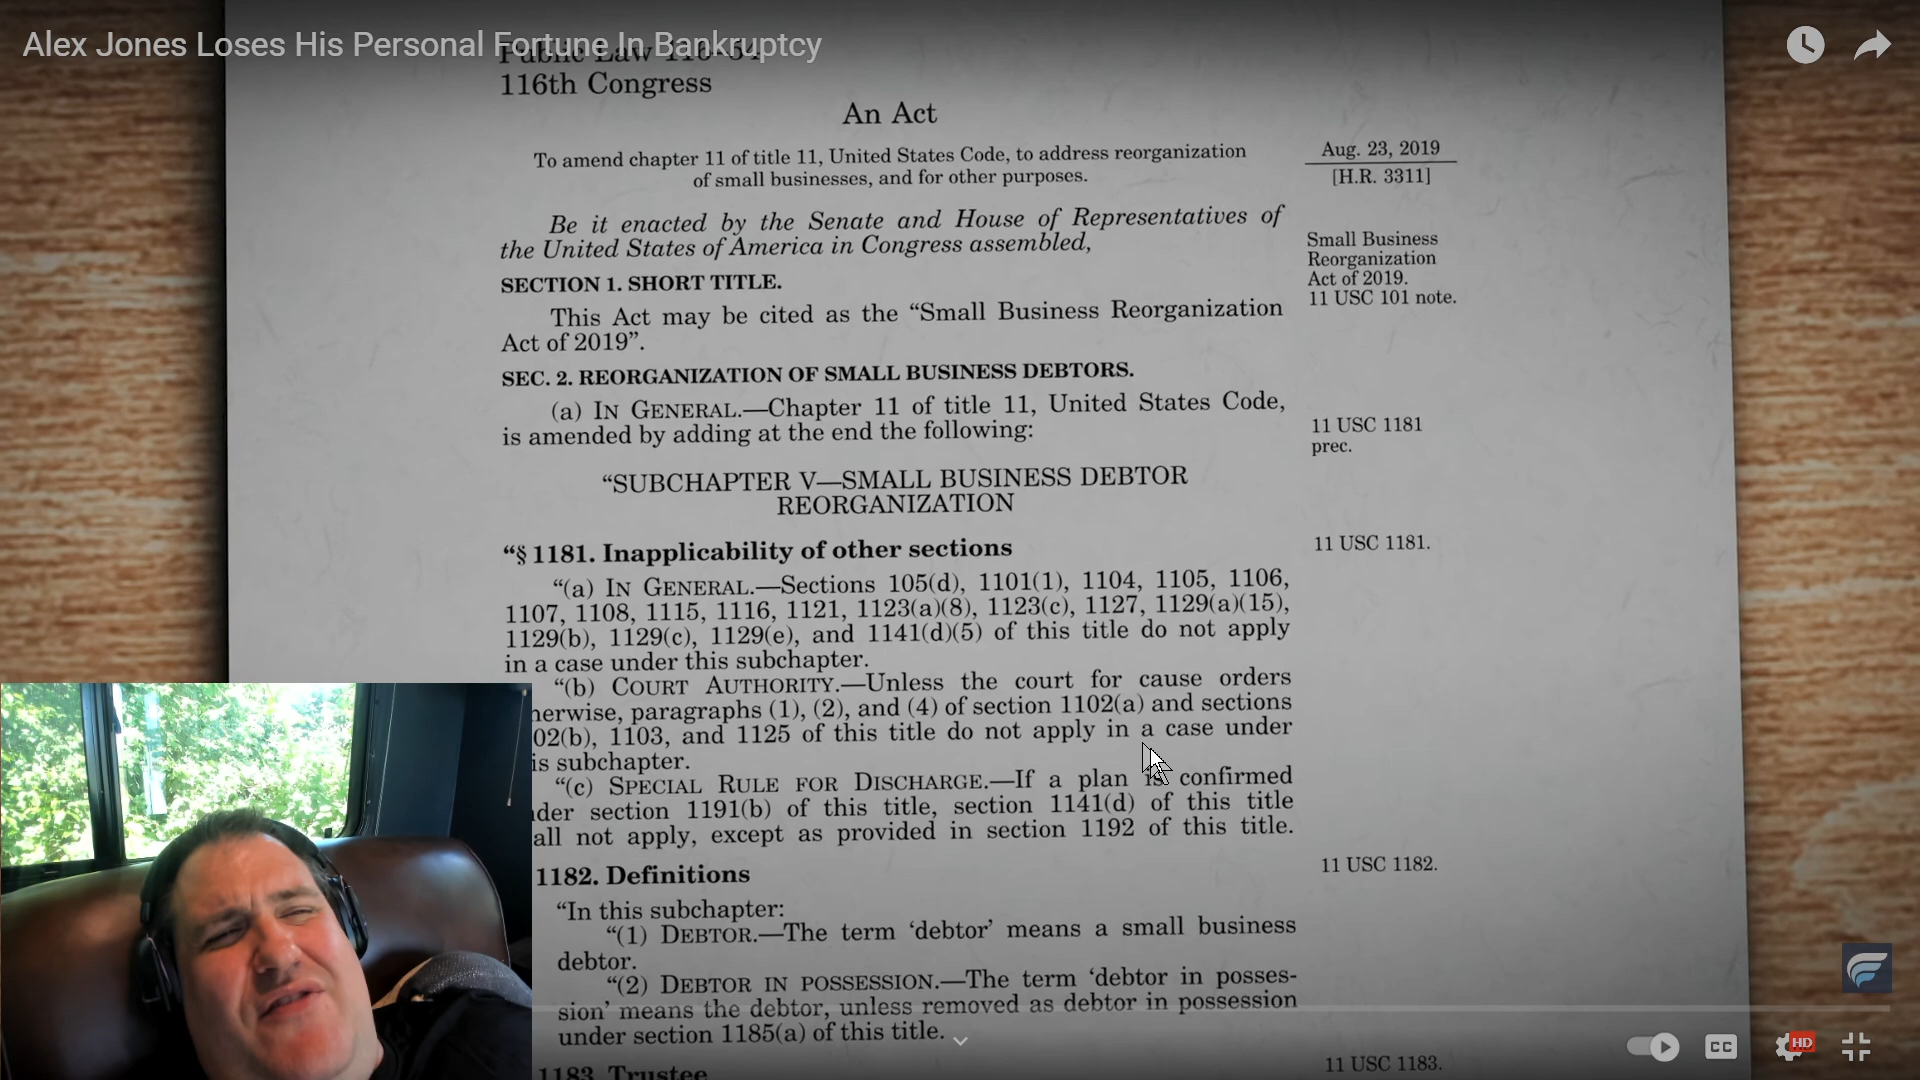 Alex Jones Loses His Personal Fortune In Bankruptcy
Public Law 116–54
116th Congress
An Act
To amend chapter 11 of title 11, United States Code, to address reorganization
of small businesses, and for other purposes.
Aug. 23, 2019
[H.R. 3311]
Be it enacted by the Senate and House of Representatives of
the United States of America in Congress assembled,
Small Business
Reorganization
Act of 2019.
11 USC 101 note.
SECTION 1. SHORT TITLE.
This Act may be cited as the “Small Business Reorganization
Act of 2019”.
SEC. 2. REORGANIZATION OF SMALL BUSINESS DEBTORS.
(a) IN GENERAL.—Chapter 11 of title 11, United States Code,
is amended by adding at the end the following:
11 USC 1181
prec.
“SUBCHAPTER V—SMALL BUSINESS DEBTOR
REORGANIZATION
“§ 1181. Inapplicability of other sections
11 USC 1181.
“(a) IN GENERAL.—Sections 105(d), 1101(1), 1104, 1105, 1106,
1107, 1108, 1115, 1116, 1121, 1123(a)(8), 1123(c), 1127, 1129(a)(15),
1129(b), 1129(c), 1129(e), and 1141(d)(5) of this title do not apply
in a case under this subchapter.
“(b) COURT AUTHORITY.—Unless the court for cause orders
herwise, paragraphs (1), (2), and (4) of section 1102(a) and sections
02(b), 1103, and 1125 of this title do not apply in a case under
is subchapter.
“(c) SPECIAL RULE FOR DISCHARGE.—If a plan is confirmed
der section 1191(b) of this title, section 1141(d) of this title
all not apply, except as provided in section 1192 of this title.
1182. Definitions
11 USC 1182.
“In this subchapter:
“(1) DEBTOR.—The term ‘debtor’ means a small business
debtor.
“(2) DEBTOR IN POSSESSION.—The term ‘debtor in posses-
sion’ means the debtor, unless removed as debtor in possession
under section 1185(a) of this title.
1183. Trustee
11 USC 1183.
CC
HD